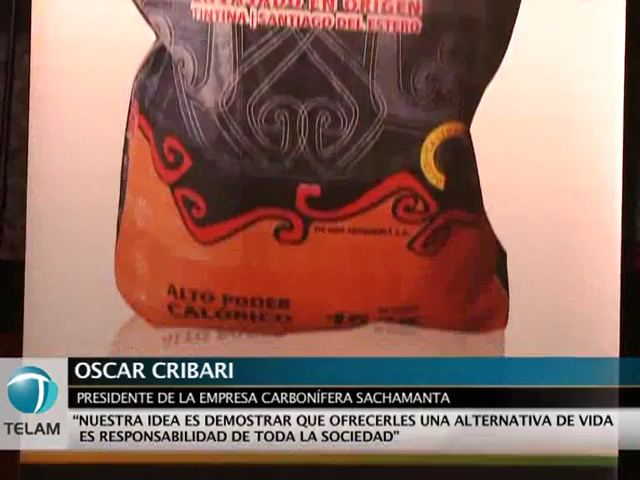 ENVASADO EN ORIGEN
TINTINA | SANTIAGO DEL ESTERO
ALTO PODER
CALÓRICO
OSCAR CRIBARI
PRESIDENTE DE LA EMPRESA CARBONÍFERA SACHAMANTA
TELAM
“NUESTRA IDEA ES DEMOSTRAR QUE OFRECERLES UNA ALTERNATIVA DE VIDA
ES RESPONSABILIDAD DE TODA LA SOCIEDAD”